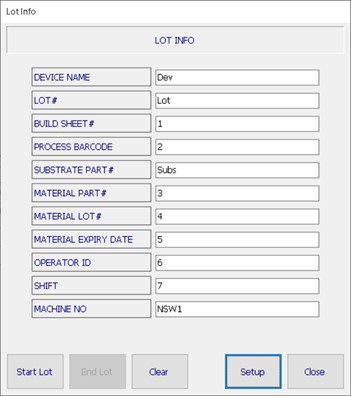 Lot Info
LOT INFO
DEVICE NAME Dev
LOT# Lot
BUILD SHEET# 1
PROCESS BARCODE 2
SUBSTRATE PART# Subs
MATERIAL PART# 3
MATERIAL LOT# 4
MATERIAL EXPIRY DATE 5
OPERATOR ID 6
SHIFT 7
MACHINE NO NSW1
Start Lot End Lot Clear Setup Close